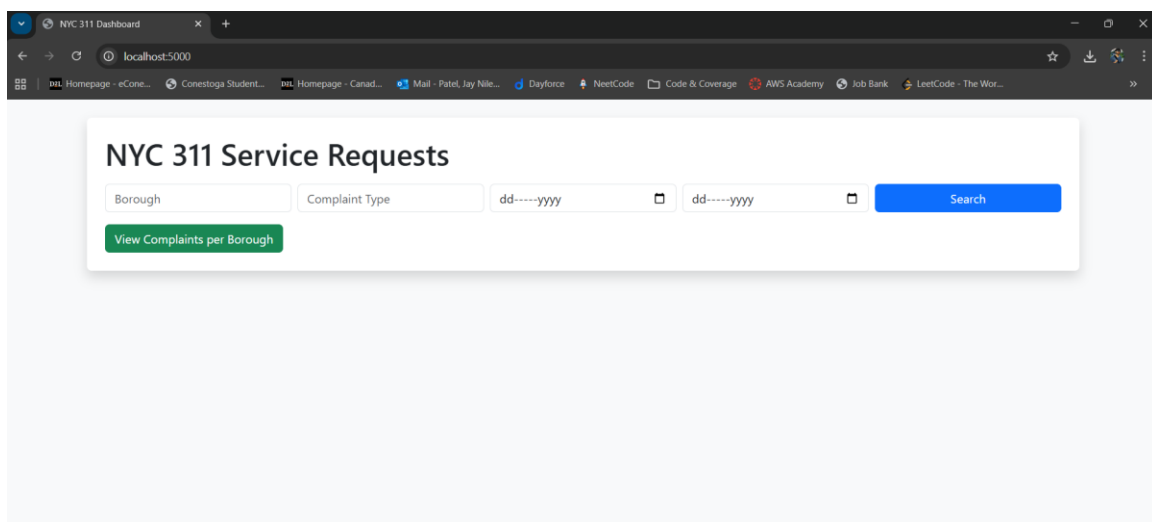 NYC 311 Dashboard
localhost:5000
D2L Homepage - eCone... Conestoga Student... D2L Homepage - Canad... Mail - Patel, Jay Nile... Dayforce NeetCode Code & Coverage AWS Academy Job Bank LeetCode - The Wor...
NYC 311 Service Requests
Borough Complaint Type dd-----yyyy dd-----yyyy Search
View Complaints per Borough